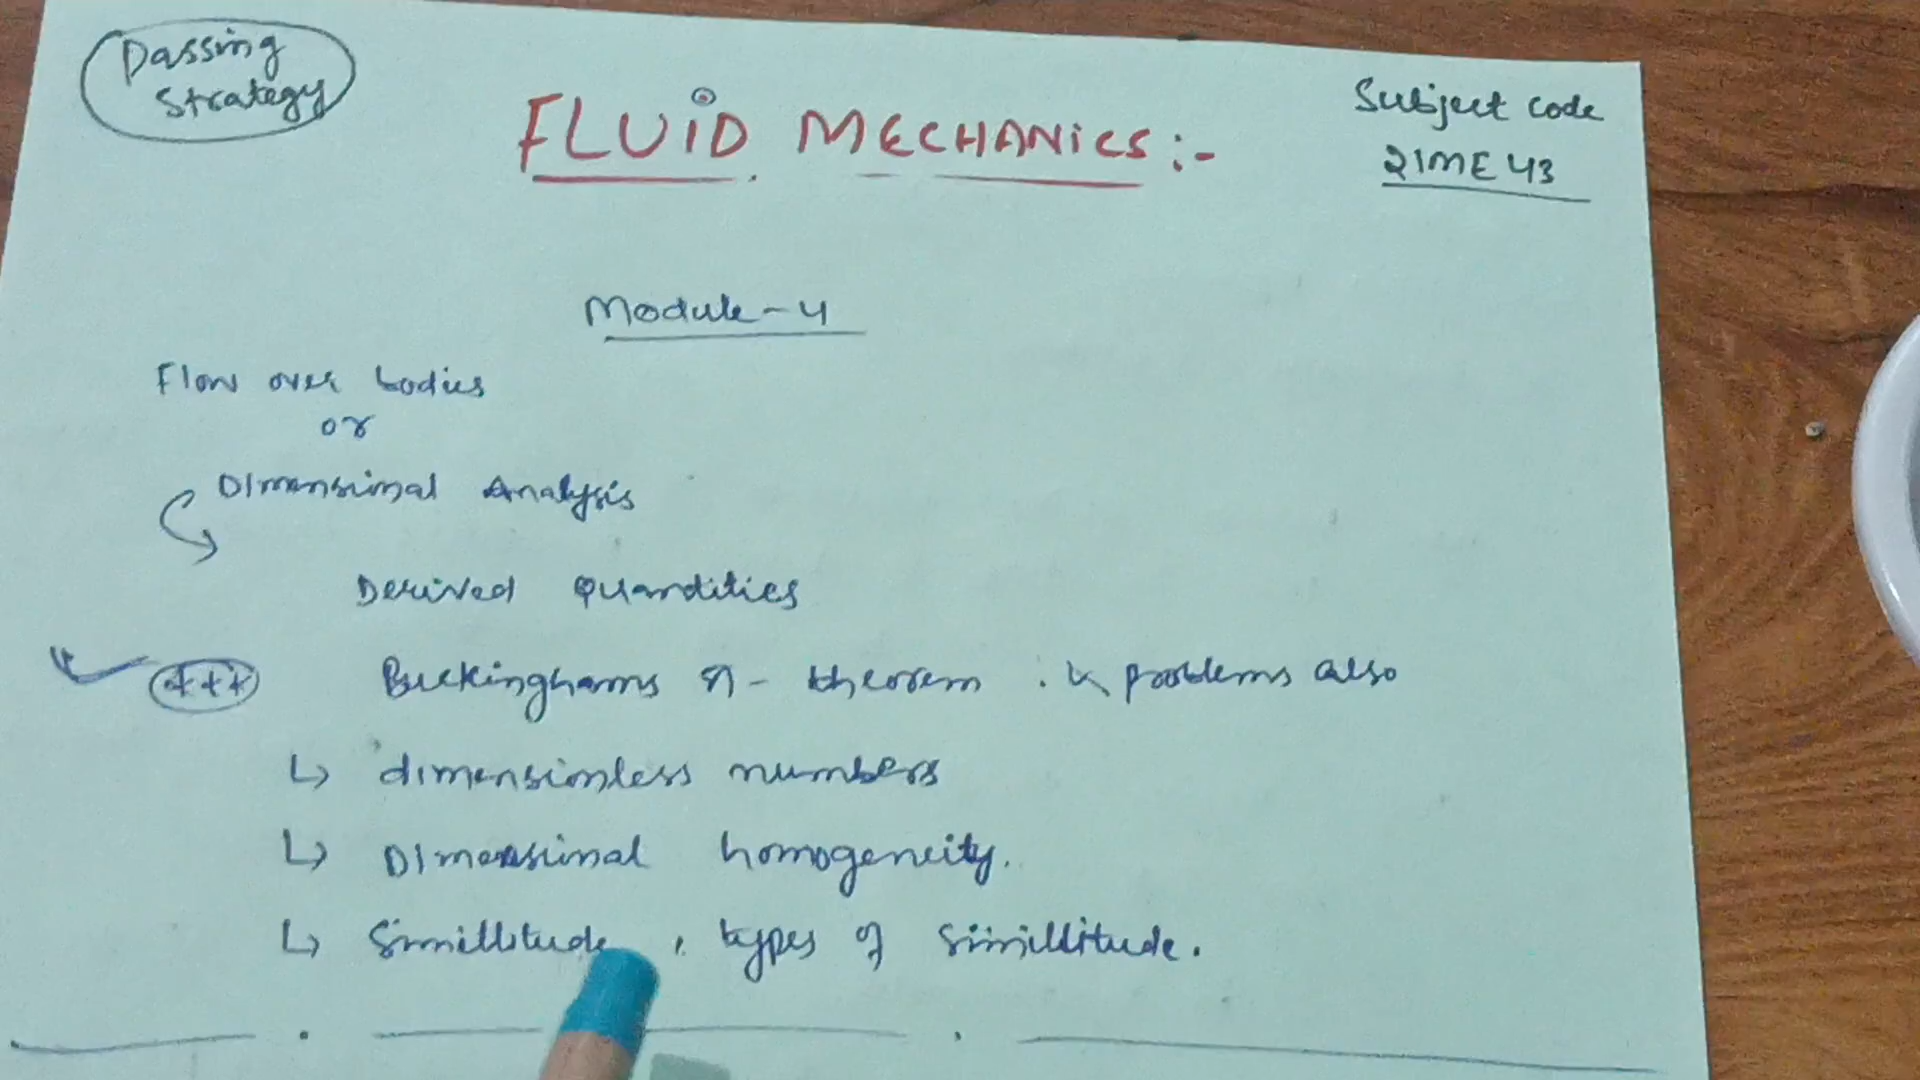 Passing
Strategy
FLUiD MECHANiCS:-
Subject code
21ME43
Module-4
Flow over bodies
or
Dimensional Analysis
Derived Quantities
+++ Buckinghams π- theorem. & problems also
↳ dimensionless numbers
↳ Dimensional homogeneity.
↳ Simillitude, types of simillitude.